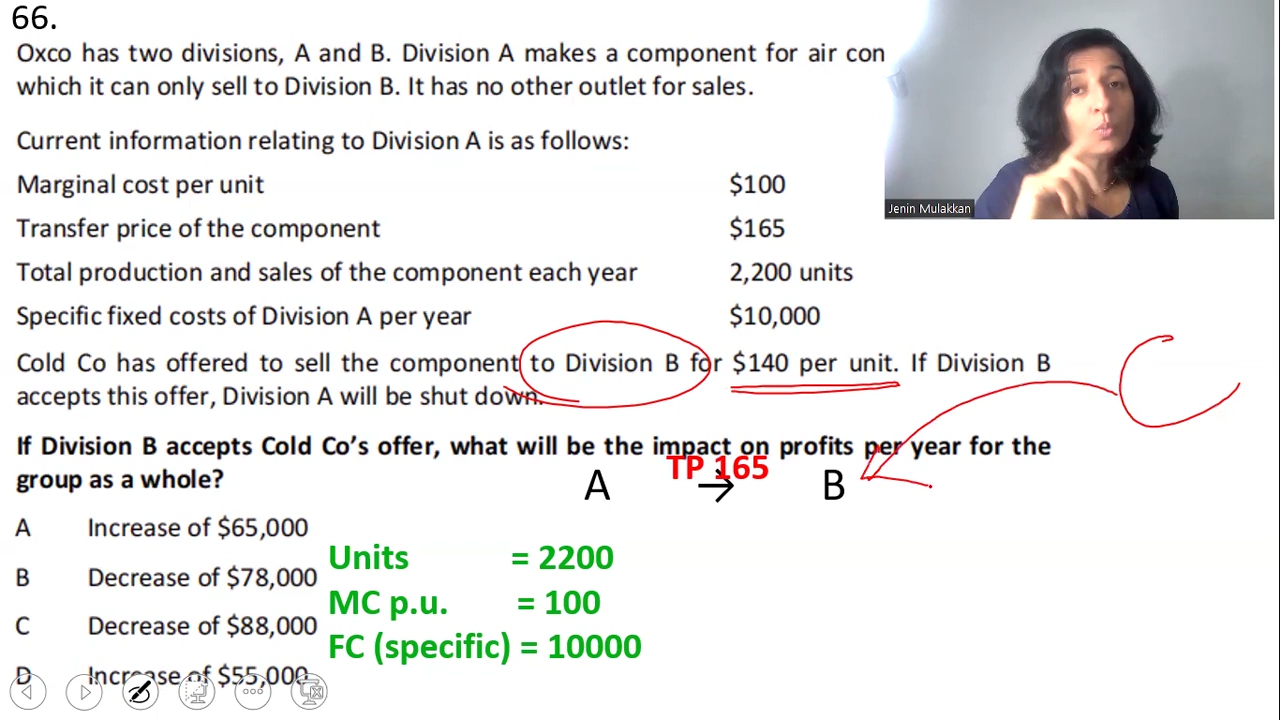 66.
Oxco has two divisions, A and B. Division A makes a component for air con
which it can only sell to Division B. It has no other outlet for sales.
Current information relating to Division A is as follows:
Marginal cost per unit $100
Transfer price of the component $165
Total production and sales of the component each year 2,200 units
Specific fixed costs of Division A per year $10,000
Cold Co has offered to sell the component to Division B for $140 per unit. If Division B
accepts this offer, Division A will be shut down.
If Division B accepts Cold Co’s offer, what will be the impact on profits per year for the
group as a whole?
TP 165
A → B
A Increase of $65,000
B Decrease of $78,000
C Decrease of $88,000
D Increase of $55,000
Units = 2200
MC p.u. = 100
FC (specific) = 10000
C
Jenin Mulakkan